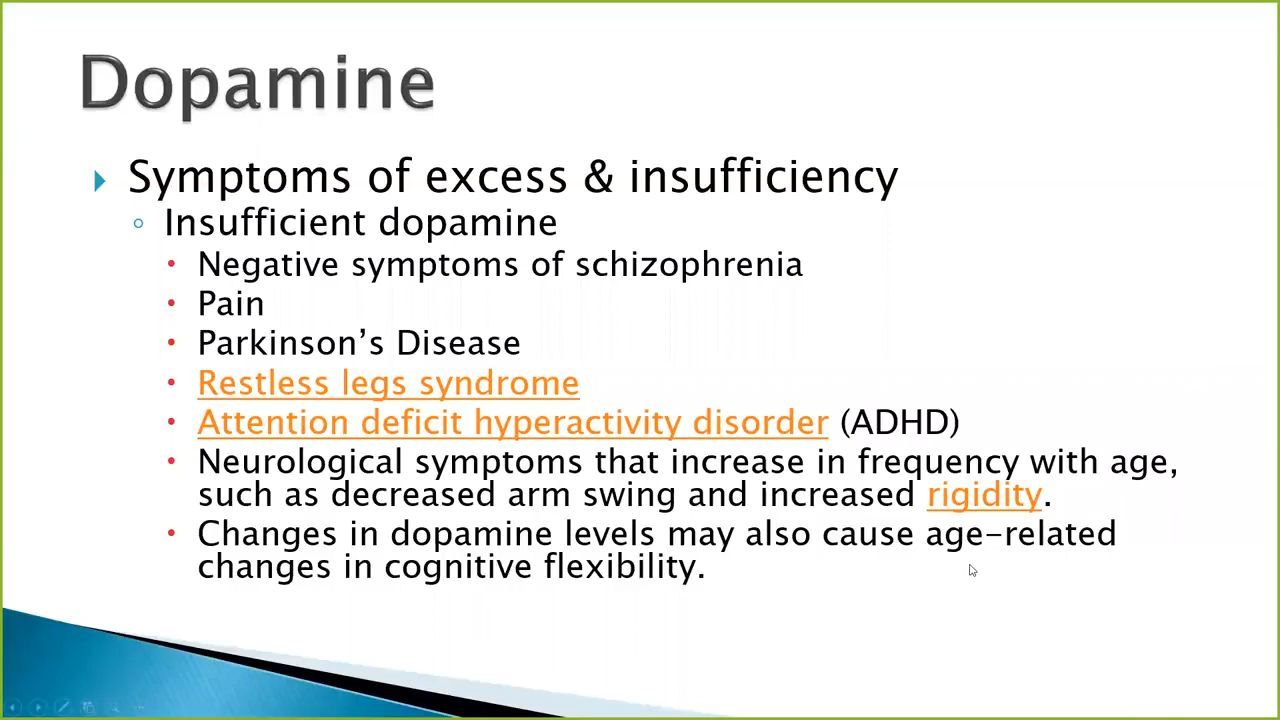 Dopamine
Symptoms of excess & insufficiency
Insufficient dopamine
Negative symptoms of schizophrenia
Pain
Parkinson’s Disease
Restless legs syndrome
Attention deficit hyperactivity disorder (ADHD)
Neurological symptoms that increase in frequency with age,
such as decreased arm swing and increased rigidity.
Changes in dopamine levels may also cause age-related
changes in cognitive flexibility.